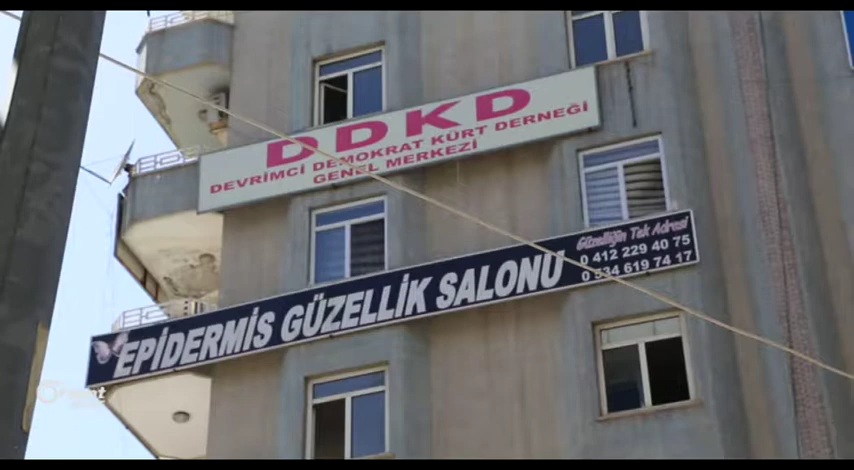 DDKD
DEVRİMCİ DEMOKRAT KÜRT DERNEĞİ
GENEL MERKEZİ
EPİDERMİS GÜZELLİK SALONU
Güzelliğin Tek Adresi
0 412 229 40 75
0 534 619 74 17
Orient